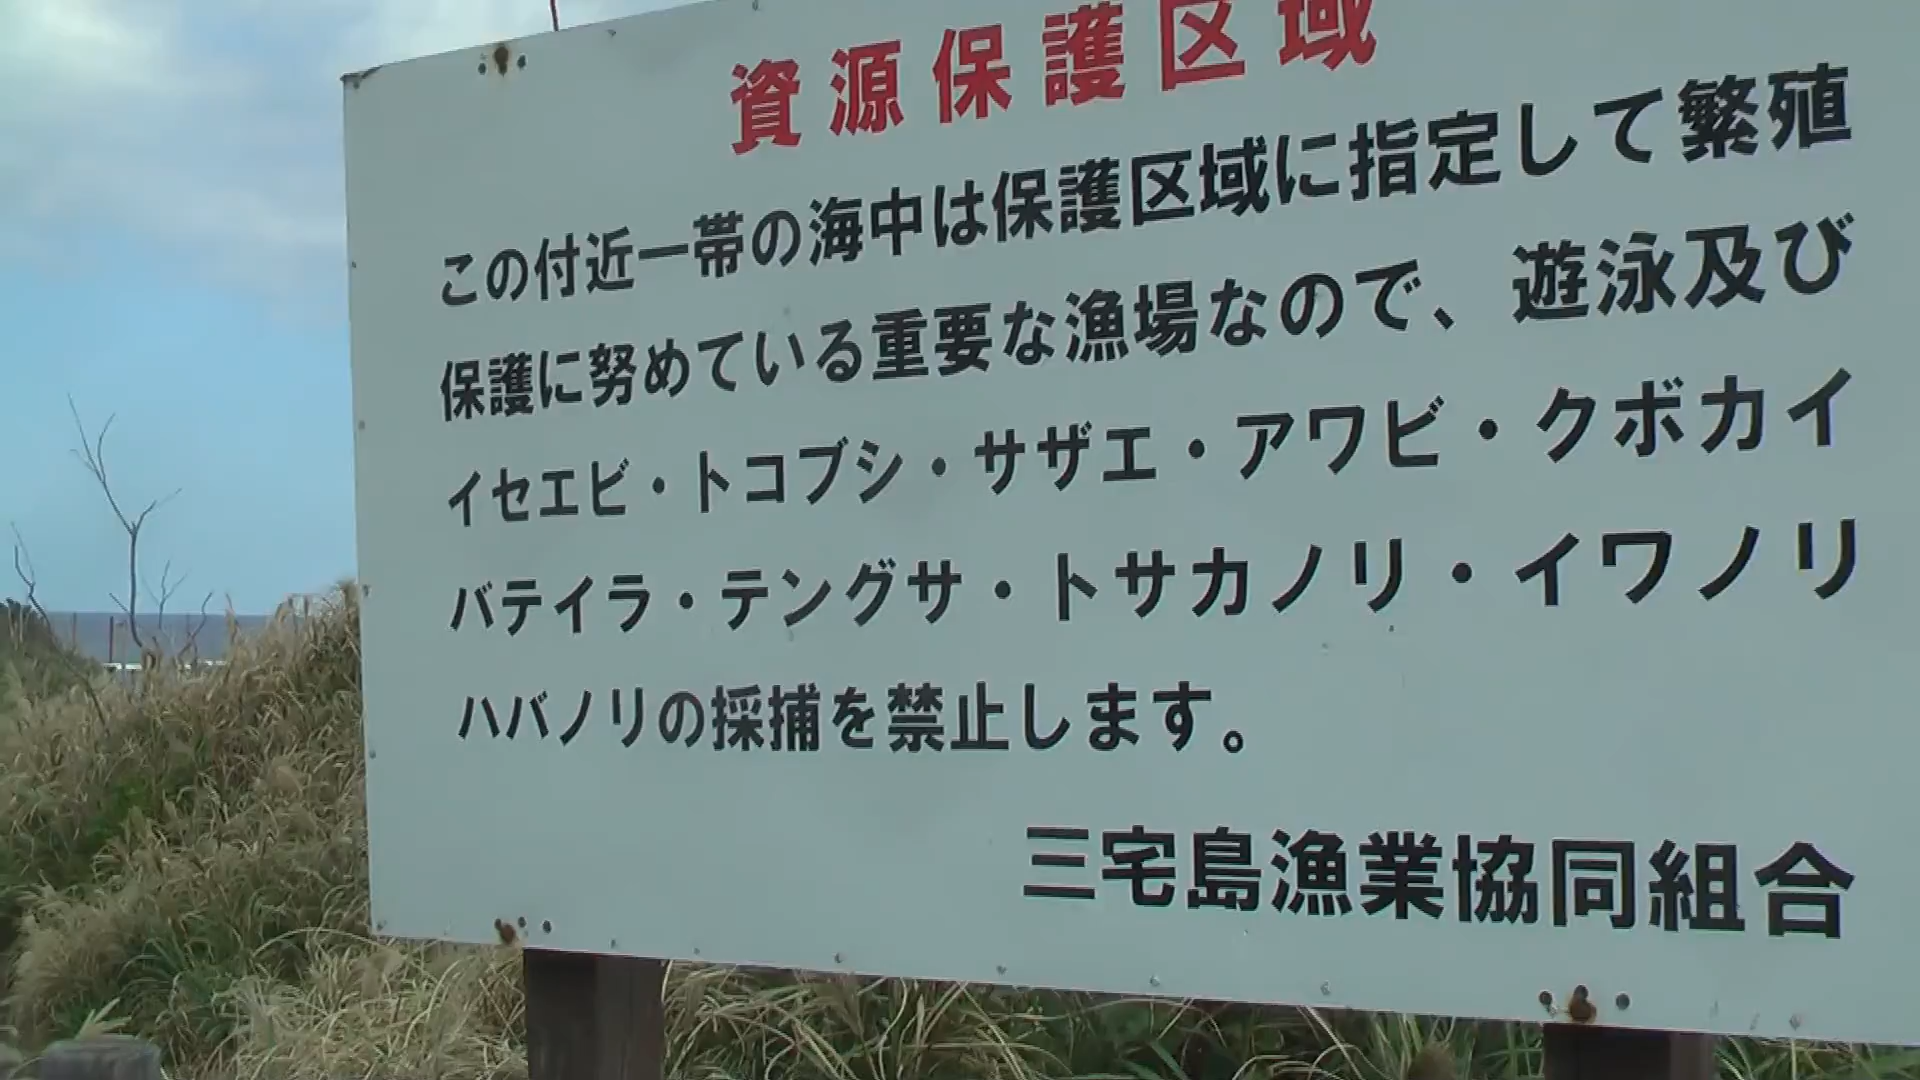 資源保護区域
この付近一帯の海中は保護区域に指定して繁殖
保護に努めている重要な漁場なので、遊泳及び
イセエビ・トコブシ・サザエ・アワビ・クボカイ
バテイラ・テングサ・トサカノリ・イワノリ
ハバノリの採捕を禁止します。
三宅島漁業協同組合